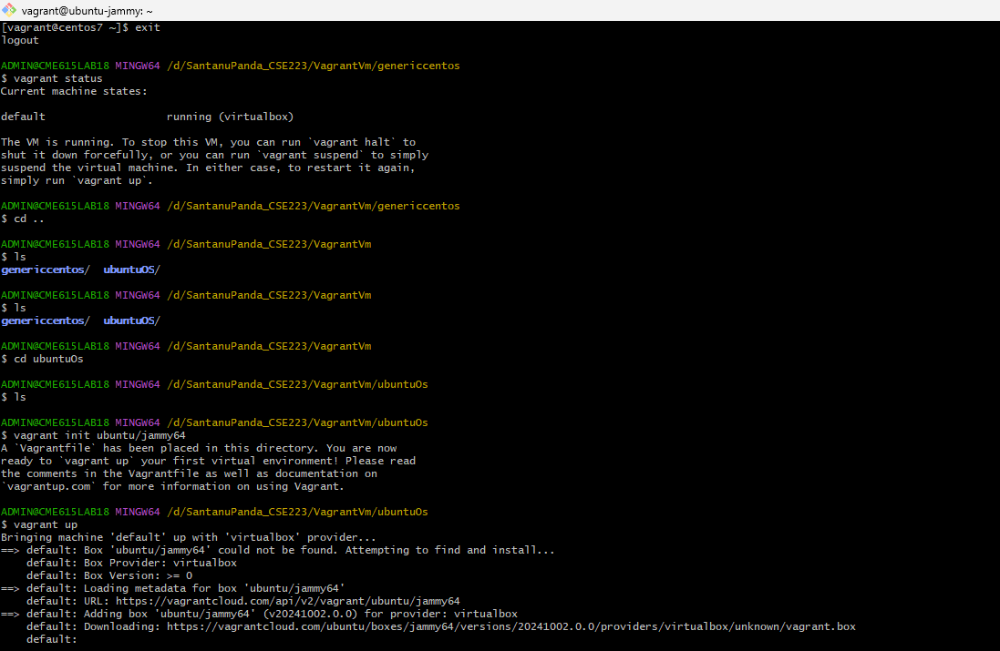 vagrant@ubuntu-jammy: ~
[vagrant@centos7 ~]$ exit
logout
ADMIN@CME615LAB18 MINGW64 /d/SantanuPanda_CSE223/VagrantVm/genericcentos
$ vagrant status
Current machine states:
default                   running (virtualbox)
The VM is running. To stop this VM, you can run `vagrant halt` to
shut it down forcefully, or you can run `vagrant suspend` to simply
suspend the virtual machine. In either case, to restart it again,
simply run `vagrant up`.
ADMIN@CME615LAB18 MINGW64 /d/SantanuPanda_CSE223/VagrantVm/genericcentos
$ cd ..
ADMIN@CME615LAB18 MINGW64 /d/SantanuPanda_CSE223/VagrantVm
$ ls
genericcentos/  ubuntuOS/
ADMIN@CME615LAB18 MINGW64 /d/SantanuPanda_CSE223/VagrantVm
$ ls
genericcentos/  ubuntuOS/
ADMIN@CME615LAB18 MINGW64 /d/SantanuPanda_CSE223/VagrantVm
$ cd ubuntuOs
ADMIN@CME615LAB18 MINGW64 /d/SantanuPanda_CSE223/VagrantVm/ubuntuOs
$ ls
ADMIN@CME615LAB18 MINGW64 /d/SantanuPanda_CSE223/VagrantVm/ubuntuOs
$ vagrant init ubuntu/jammy64
A `Vagrantfile` has been placed in this directory. You are now
ready to `vagrant up` your first virtual environment! Please read
the comments in the Vagrantfile as well as documentation on
`vagrantup.com` for more information on using Vagrant.
ADMIN@CME615LAB18 MINGW64 /d/SantanuPanda_CSE223/VagrantVm/ubuntuOs
$ vagrant up
Bringing machine 'default' up with 'virtualbox' provider...
==> default: Box 'ubuntu/jammy64' could not be found. Attempting to find and install...
    default: Box Provider: virtualbox
    default: Box Version: >= 0
==> default: Loading metadata for box 'ubuntu/jammy64'
    default: URL: https://vagrantcloud.com/api/v2/vagrant/ubuntu/jammy64
==> default: Adding box 'ubuntu/jammy64' (v20241002.0.0) for provider: virtualbox
    default: Downloading: https://vagrantcloud.com/ubuntu/boxes/jammy64/versions/20241002.0.0/providers/virtualbox/unknown/vagrant.box
    default: